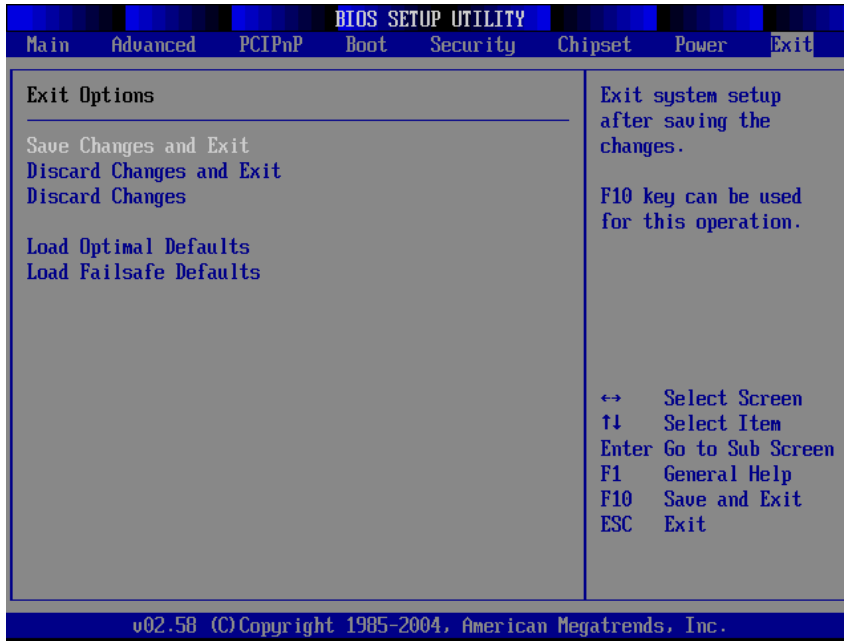 BIOS SETUP UTILITY
Main Advanced PCIPnP Boot Security Chipset Power Exit
Exit Options
Save Changes and Exit
Discard Changes and Exit
Discard Changes
Load Optimal Defaults
Load Failsafe Defaults
Exit system setup
after saving the
changes.
F10 key can be used
for this operation.
↔ Select Screen
↑↓ Select Item
Enter Go to Sub Screen
F1 General Help
F10 Save and Exit
ESC Exit
v02.58 (C)Copyright 1985-2004, American Megatrends, Inc.